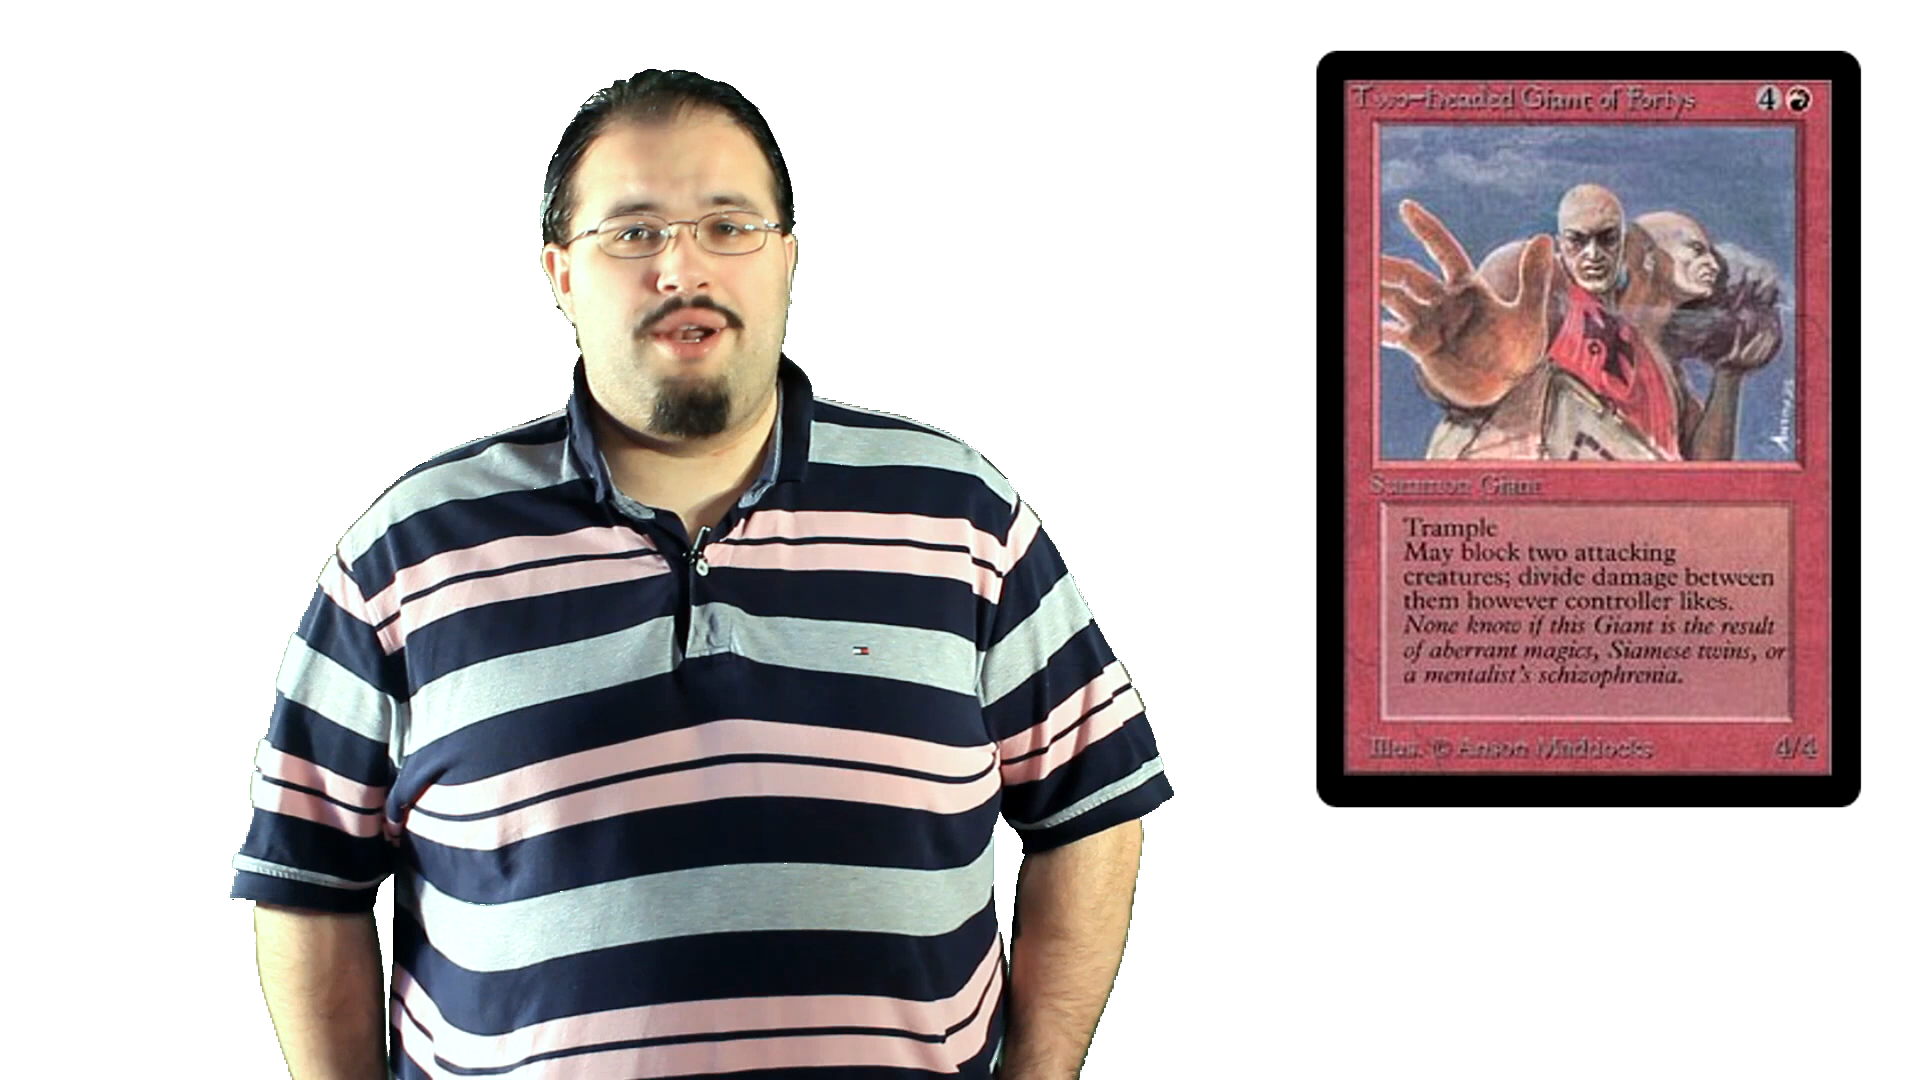 Two-Headed Giant of Foriys 4
Summon Giant
Trample
May block two attacking
creatures; divide damage between
them however controller likes.
None know if this Giant is the result
of aberrant magics, Siamese twins, or
a mentalist's schizophrenia.
Illus. © Anson Maddocks 4/4